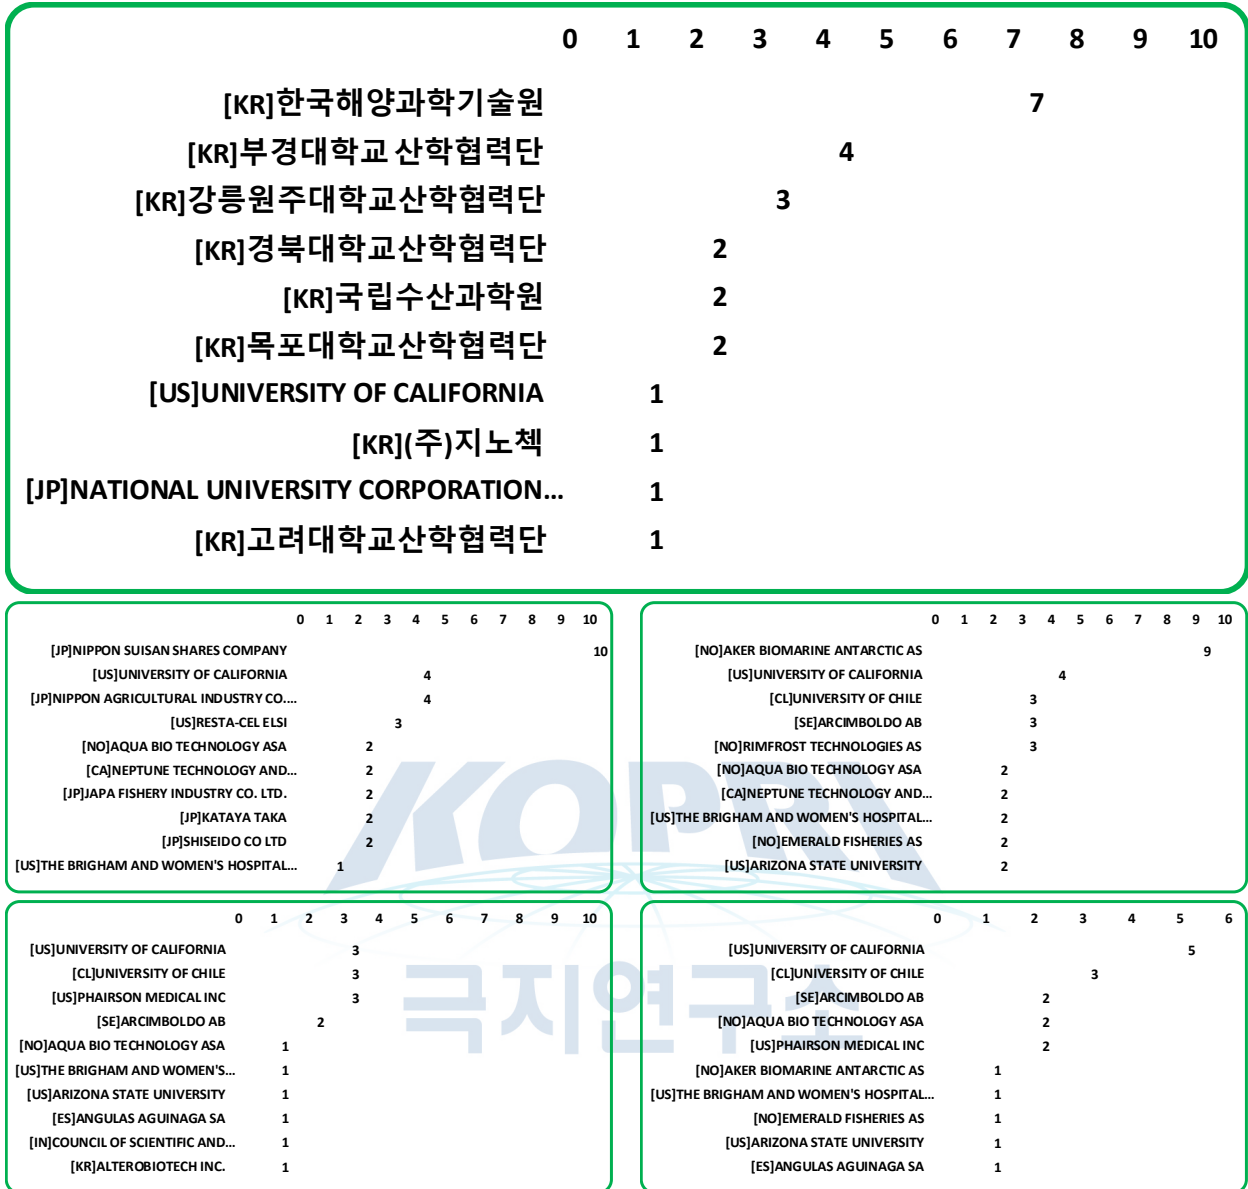 0 1 2 3 4 5 6 7 8 9 10
[KR]한국해양과학기술원 7
[KR]부경대학교 산학협력단 4
[KR]강릉원주대학교산학협력단 3
[KR]경북대학교산학협력단 2
[KR]국립수산과학원 2
[KR]목포대학교산학협력단 2
[US]UNIVERSITY OF CALIFORNIA 1
[KR](주)지노첵 1
[JP]NATIONAL UNIVERSITY CORPORATION... 1
[KR]고려대학교산학협력단 1
0 1 2 3 4 5 6 7 8 9 10
[JP]NIPPON SUISAN SHARES COMPANY 10
[US]UNIVERSITY OF CALIFORNIA 4
[JP]NIPPON AGRICULTURAL INDUSTRY CO.... 4
[US]RESTA-CEL ELSI 3
[NO]AQUA BIO TECHNOLOGY ASA 2
[CA]NEPTUNE TECHNOLOGY AND... 2
[JP]JAPA FISHERY INDUSTRY CO. LTD. 2
[JP]KATAYA TAKA 2
[JP]SHISEIDO CO LTD 2
[US]THE BRIGHAM AND WOMEN'S HOSPITAL... 1
0 1 2 3 4 5 6 7 8 9 10
[NO]AKER BIOMARINE ANTARCTIC AS 9
[US]UNIVERSITY OF CALIFORNIA 4
[CL]UNIVERSITY OF CHILE 3
[SE]ARCIMBOLDO AB 3
[NO]RIMFROST TECHNOLOGIES AS 3
[NO]AQUA BIO TECHNOLOGY ASA 2
[CA]NEPTUNE TECHNOLOGY AND... 2
[US]THE BRIGHAM AND WOMEN'S HOSPITAL... 2
[NO]EMERALD FISHERIES AS 2
[US]ARIZONA STATE UNIVERSITY 2
KOPRI
극지연구소
0 1 2 3 4 5 6 7 8 9 10
[US]UNIVERSITY OF CALIFORNIA 3
[CL]UNIVERSITY OF CHILE 3
[US]PHAIRSON MEDICAL INC 3
[SE]ARCIMBOLDO AB 2
[NO]AQUA BIO TECHNOLOGY ASA 1
[US]THE BRIGHAM AND WOMEN'S... 1
[US]ARIZONA STATE UNIVERSITY 1
[ES]ANGULAS AGUINAGA SA 1
[IN]COUNCIL OF SCIENTIFIC AND... 1
[KR]ALTEROBIOTECH INC. 1
0 1 2 3 4 5 6
[US]UNIVERSITY OF CALIFORNIA 5
[CL]UNIVERSITY OF CHILE 3
[SE]ARCIMBOLDO AB 2
[NO]AQUA BIO TECHNOLOGY ASA 2
[US]PHAIRSON MEDICAL INC 2
[NO]AKER BIOMARINE ANTARCTIC AS 1
[US]THE BRIGHAM AND WOMEN'S HOSPITAL... 1
[NO]EMERALD FISHERIES AS 1
[US]ARIZONA STATE UNIVERSITY 1
[ES]ANGULAS AGUINAGA SA 1